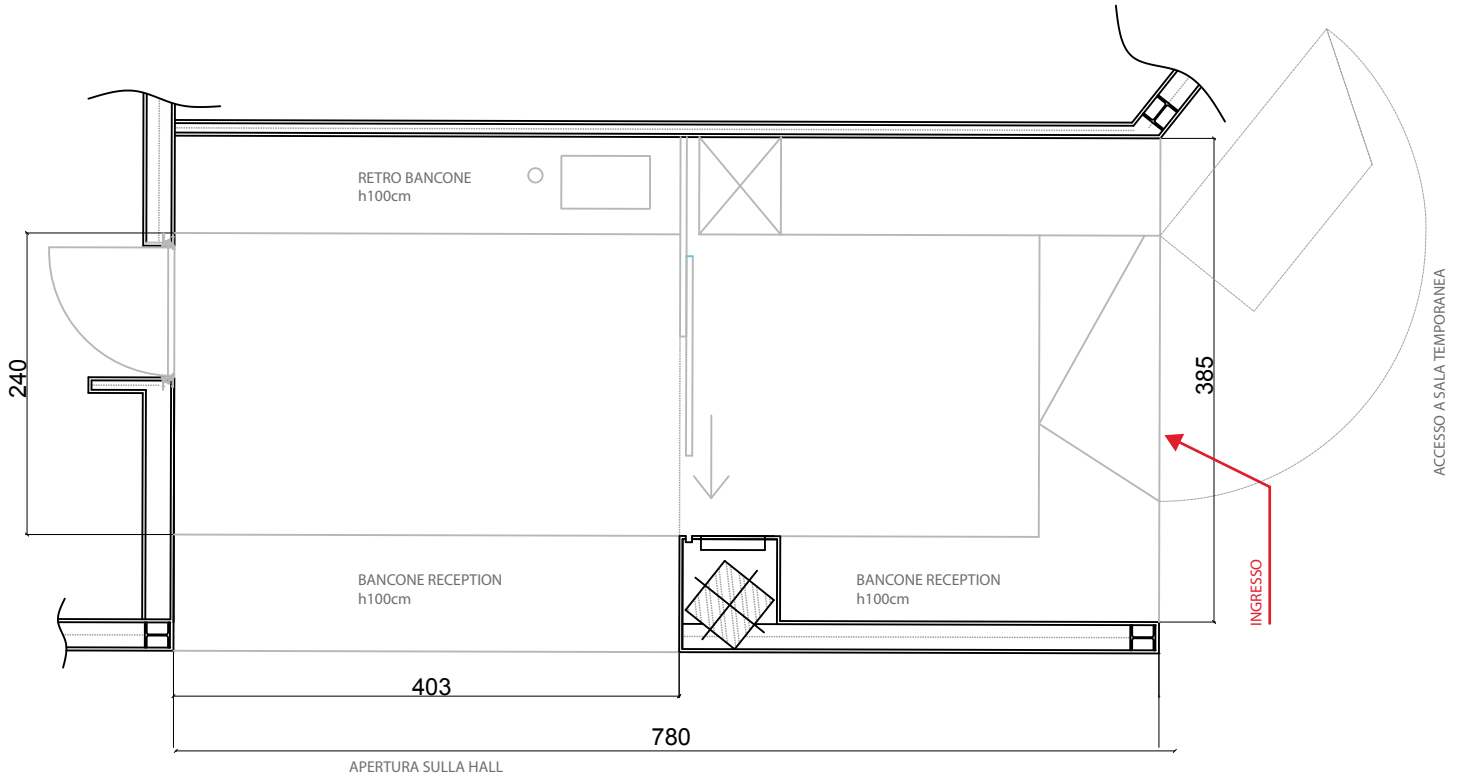 RETRO BANCONE
h100cm
240
385
ACCESSO A SALA TEMPORANEA
INGRESSO
BANCONE RECEPTION
h100cm
BANCONE RECEPTION
h100cm
403
780
APERTURA SULLA HALL